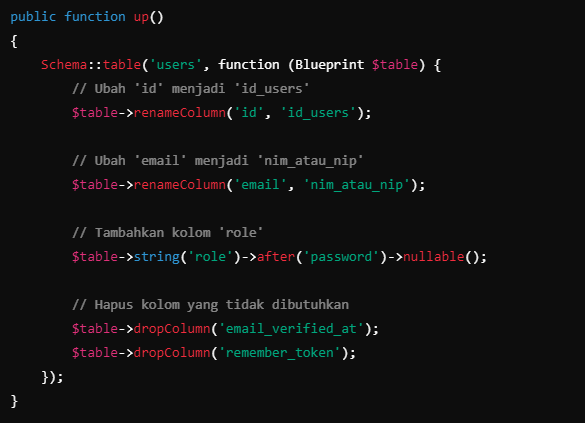 public function up()
{
    Schema::table('users', function (Blueprint $table) {
        // Ubah 'id' menjadi 'id_users'
        $table->renameColumn('id', 'id_users');

        // Ubah 'email' menjadi 'nim_atau_nip'
        $table->renameColumn('email', 'nim_atau_nip');

        // Tambahkan kolom 'role'
        $table->string('role')->after('password')->nullable();

        // Hapus kolom yang tidak dibutuhkan
        $table->dropColumn('email_verified_at');
        $table->dropColumn('remember_token');
    });
}